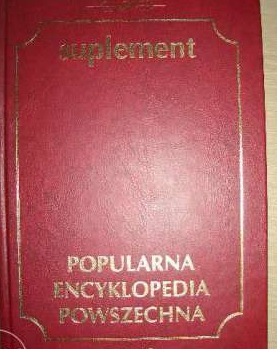 suplement
POPULARNA
ENCYKLOPEDIA
POWSZECHNA